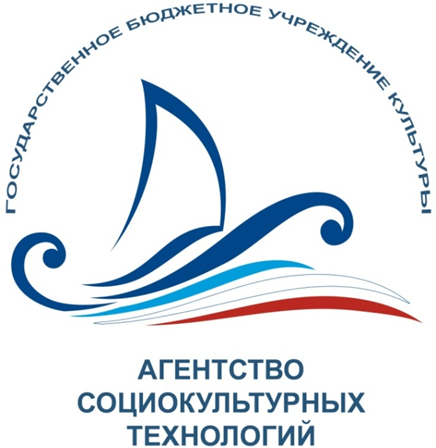 ГОСУДАРСТВЕННОЕ БЮДЖЕТНОЕ УЧРЕЖДЕНИЕ КУЛЬТУРЫ
АГЕНТСТВО
СОЦИОКУЛЬТУРНЫХ
ТЕХНОЛОГИЙ